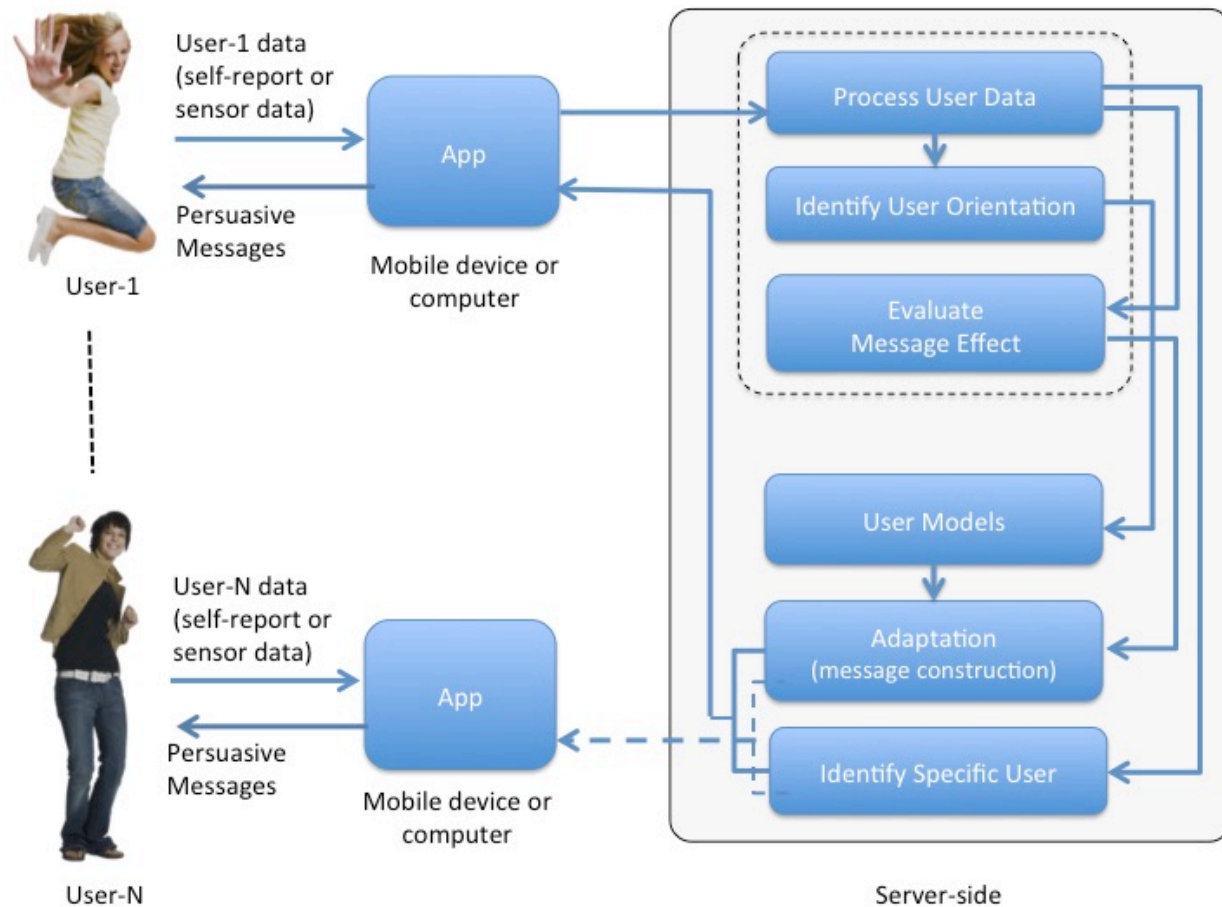 User-1 data
(self-report or
sensor data)
App
Persuasive
Messages
User-1
Mobile device or
computer
Process User Data
Identify User Orientation
Evaluate
Message Effect
User Models
Adaptation
(message construction)
Identify Specific User
User-N data
(self-report or
sensor data)
App
Persuasive
Messages
Mobile device or
computer
User-N
Server-side